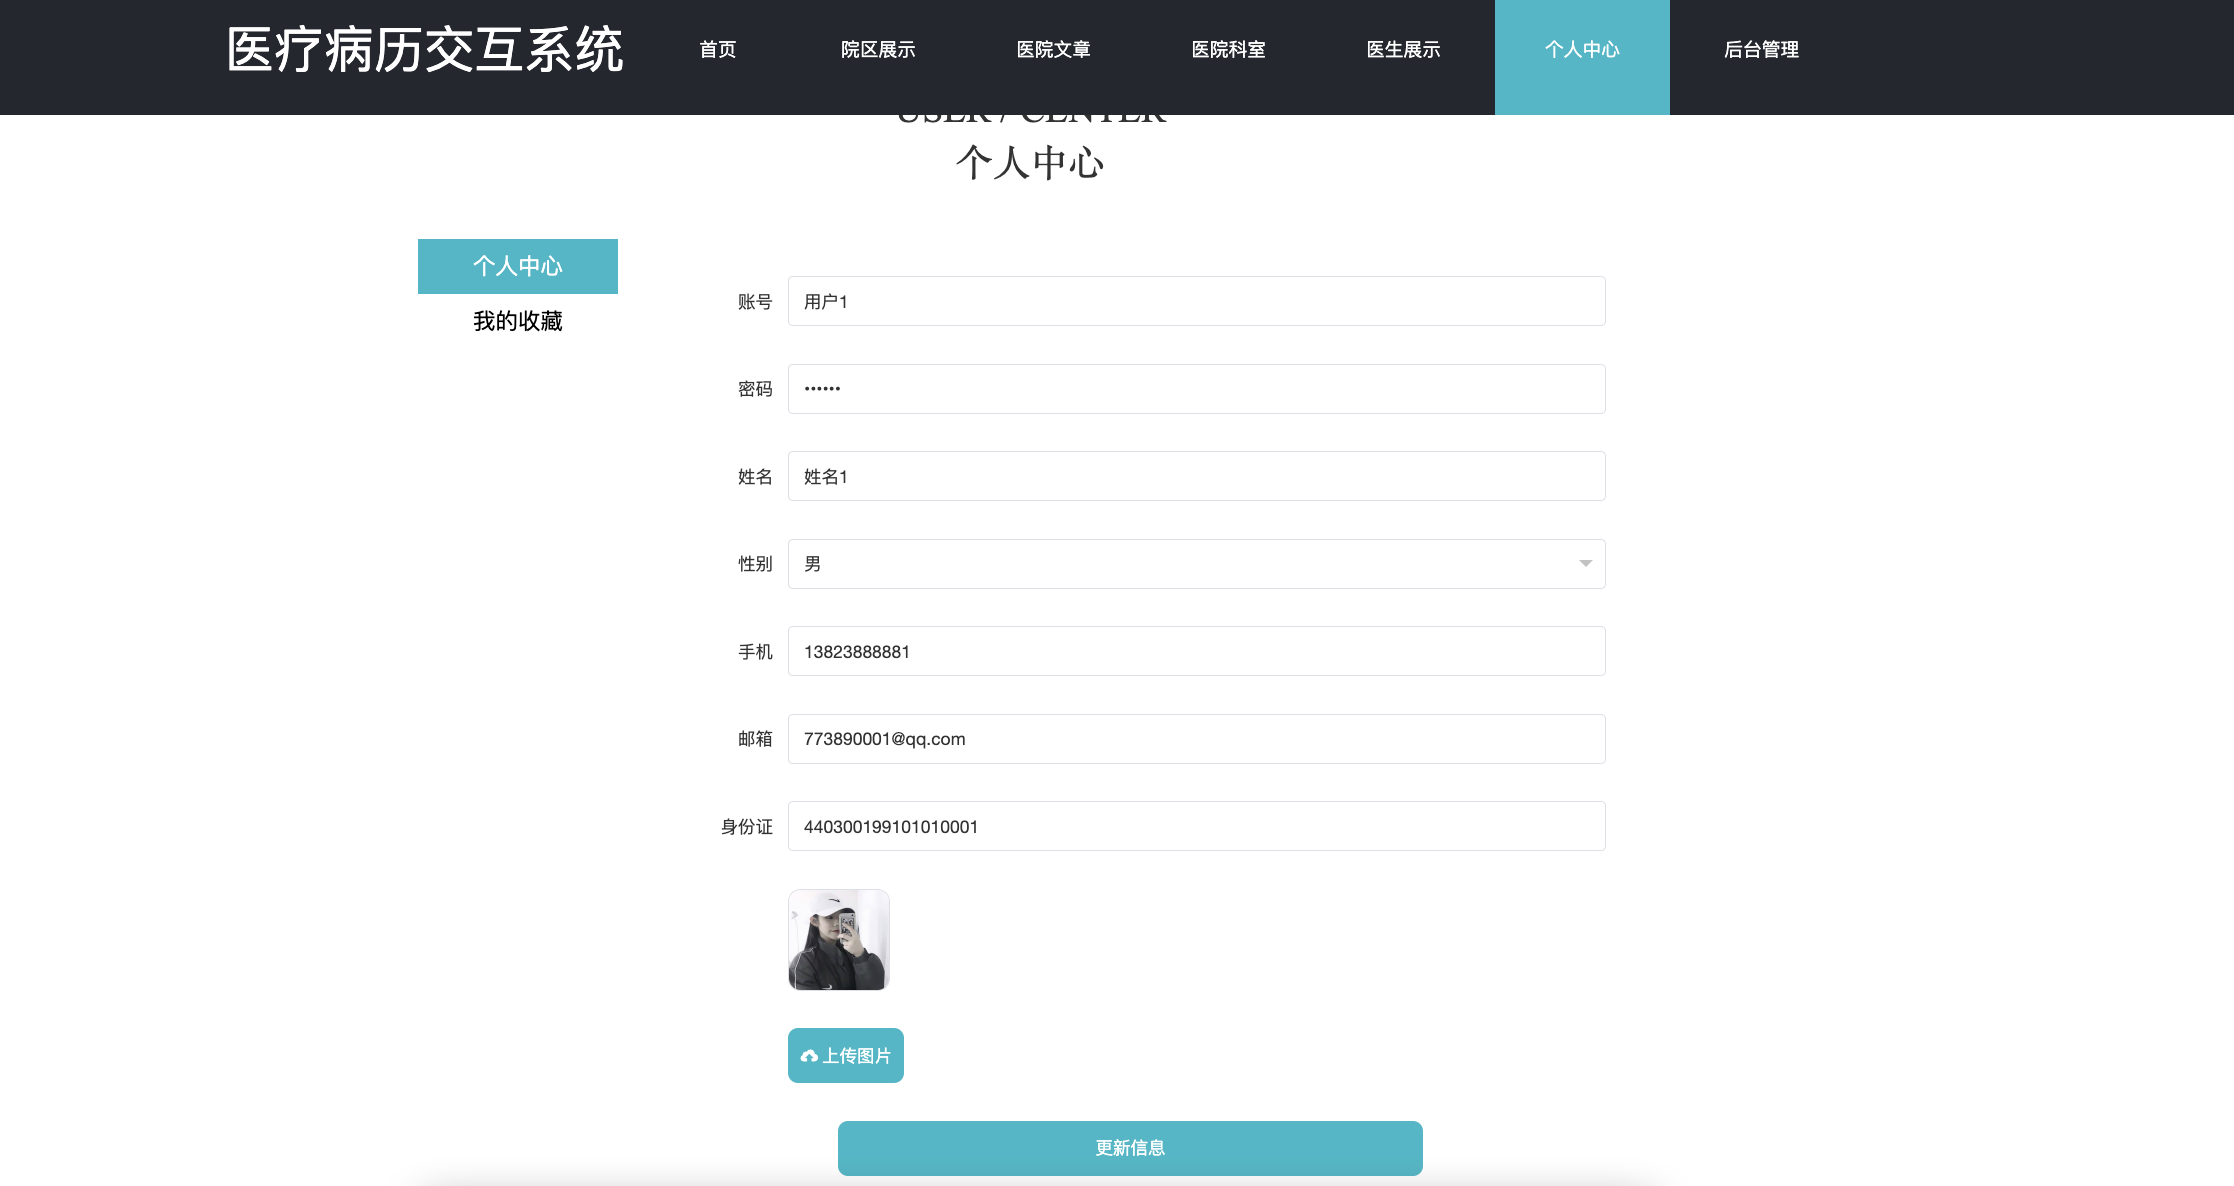 医疗病历交互系统
首页 院区展示 医院文章 医院科室 医生展示 个人中心 后台管理
USER / CENTER
个人中心
个人中心
我的收藏
账号 用户1
密码 ••••••
姓名 姓名1
性别 男
手机 13823888881
邮箱 773890001@qq.com
身份证 440300199101010001
上传图片
更新信息